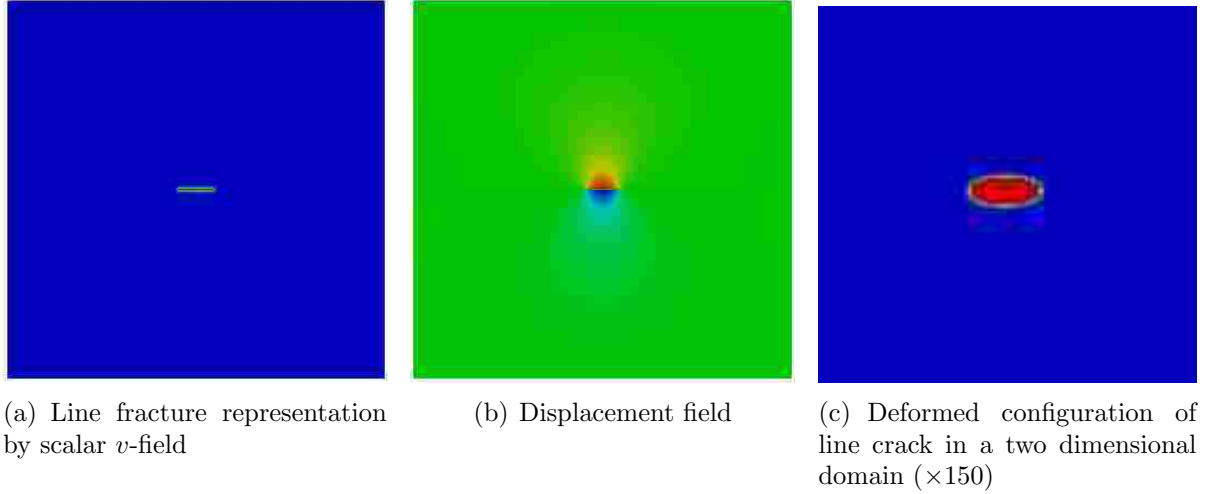 (a) Line fracture representation
by scalar v-field
(b) Displacement field
(c) Deformed configuration of
line crack in a two dimensional
domain (×150)